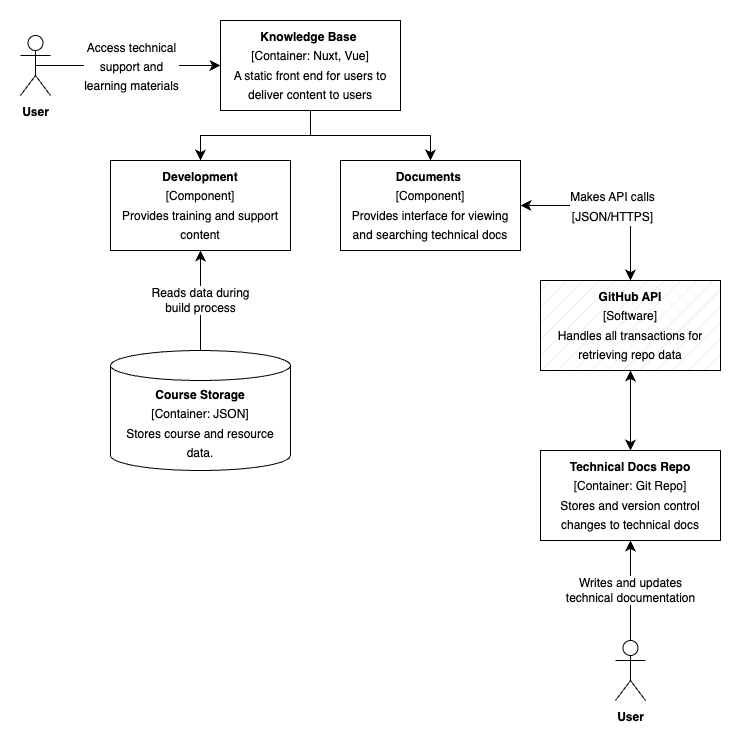 Access technical
support and
learning materials
User
Knowledge Base
[Container: Nuxt, Vue]
A static front end for users to
deliver content to users
Development
[Component]
Provides training and support
content
Documents
[Component]
Provides interface for viewing
and searching technical docs
Makes API calls
[JSON/HTTPS]
Reads data during
build process
GitHub API
[Software]
Handles all transactions for
retrieving repo data
Course Storage
[Container: JSON]
Stores course and resource
data.
Technical Docs Repo
[Container: Git Repo]
Stores and version control
changes to technical docs
Writes and updates
technical documentation
User